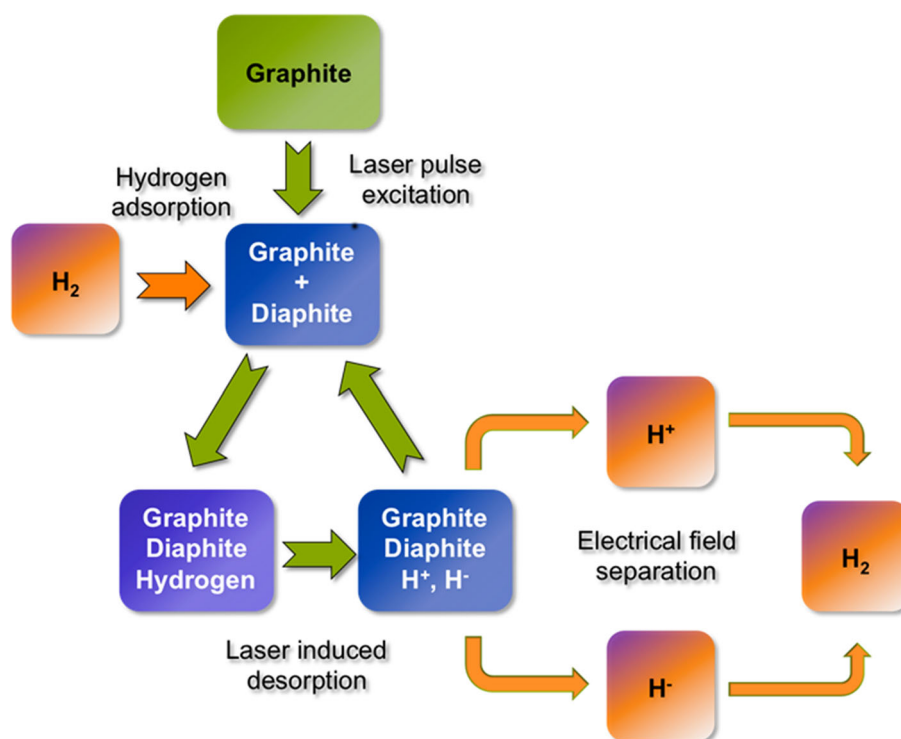 Graphite
Laser pulse
excitation
Hydrogen
adsorption
H₂
Graphite
+
Diaphite
H⁺
Graphite
Diaphite
Hydrogen
Graphite
Diaphite
H⁺, H⁻
Electrical field
separation
H₂
Laser induced
desorption
H⁻